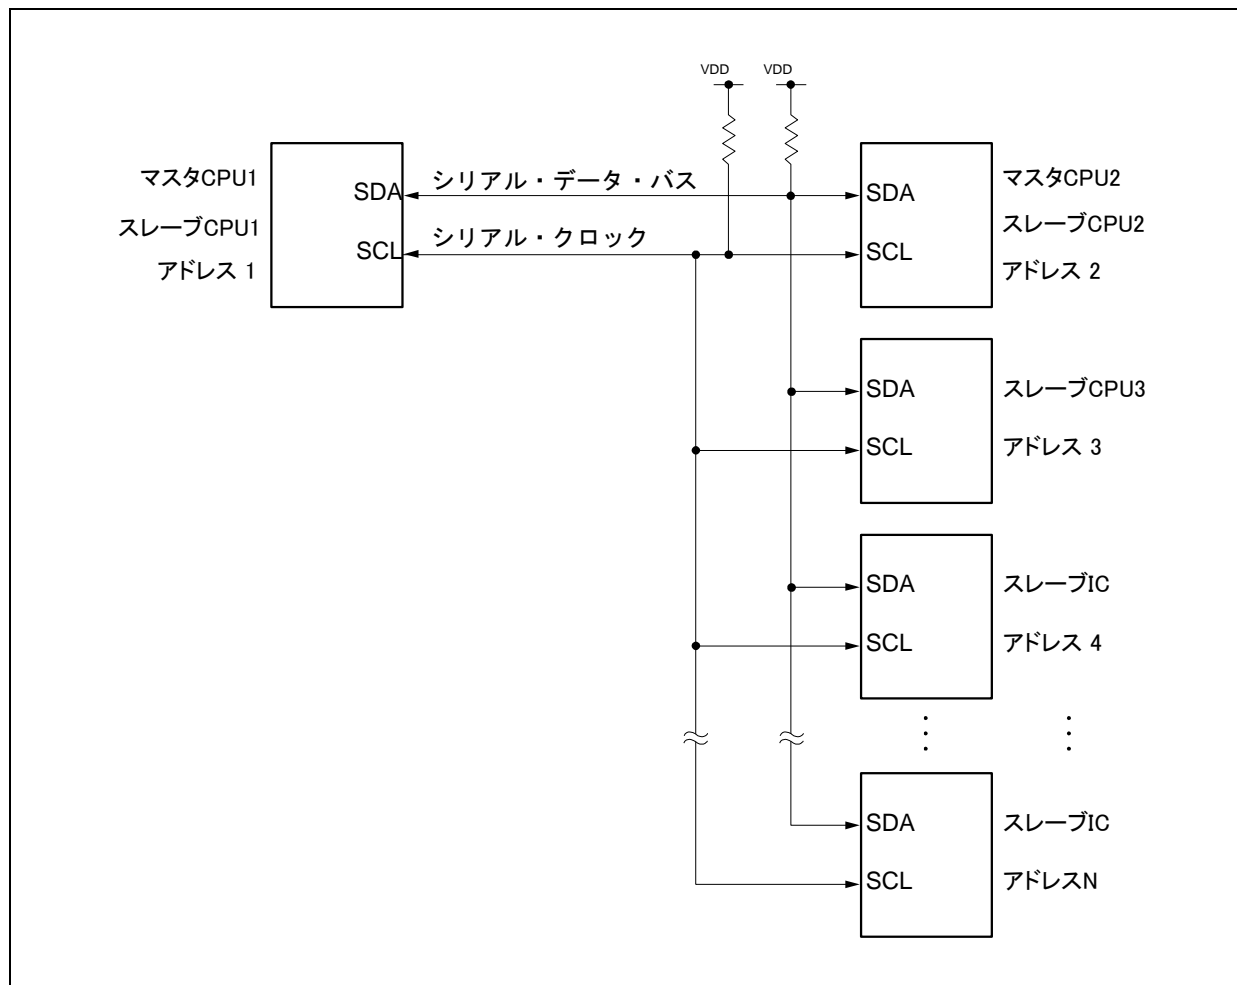 VDD
VDD
マスタCPU1
スレーブCPU1
アドレス 1
SDA
SCL
シリアル・データ・バス
シリアル・クロック
SDA
SCL
マスタCPU2
スレーブCPU2
アドレス 2
SDA
SCL
スレーブCPU3
アドレス 3
SDA
SCL
スレーブIC
アドレス 4
SDA
SCL
スレーブIC
アドレスN